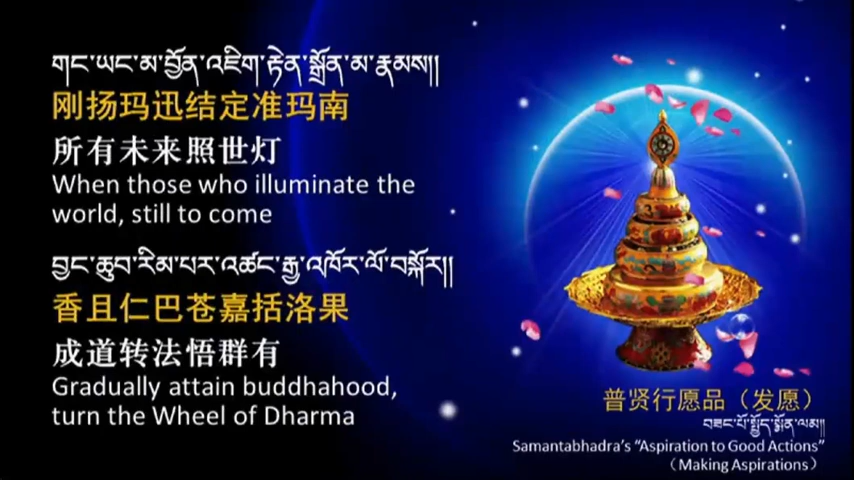 གང་ཡང་མ་བྱོན་འཇིག་རྟེན་སྒྲོན་མ་རྣམས།།
刚扬玛迅结定准玛南
所有未来照世灯
When those who illuminate the
world, still to come
བྱང་ཆུབ་རིམ་པར་འཚང་རྒྱ་འཁོར་ལོ་བསྐོར།།
香且仁巴苍嘉括洛果
成道转法悟群有
Gradually attain buddhahood,
turn the Wheel of Dharma
普贤行愿品（发愿）
བཟང་པོ་སྤྱོད་སྨོན་ལམ།།
Samantabhadra's “Aspiration to Good Actions”
（Making Aspirations）